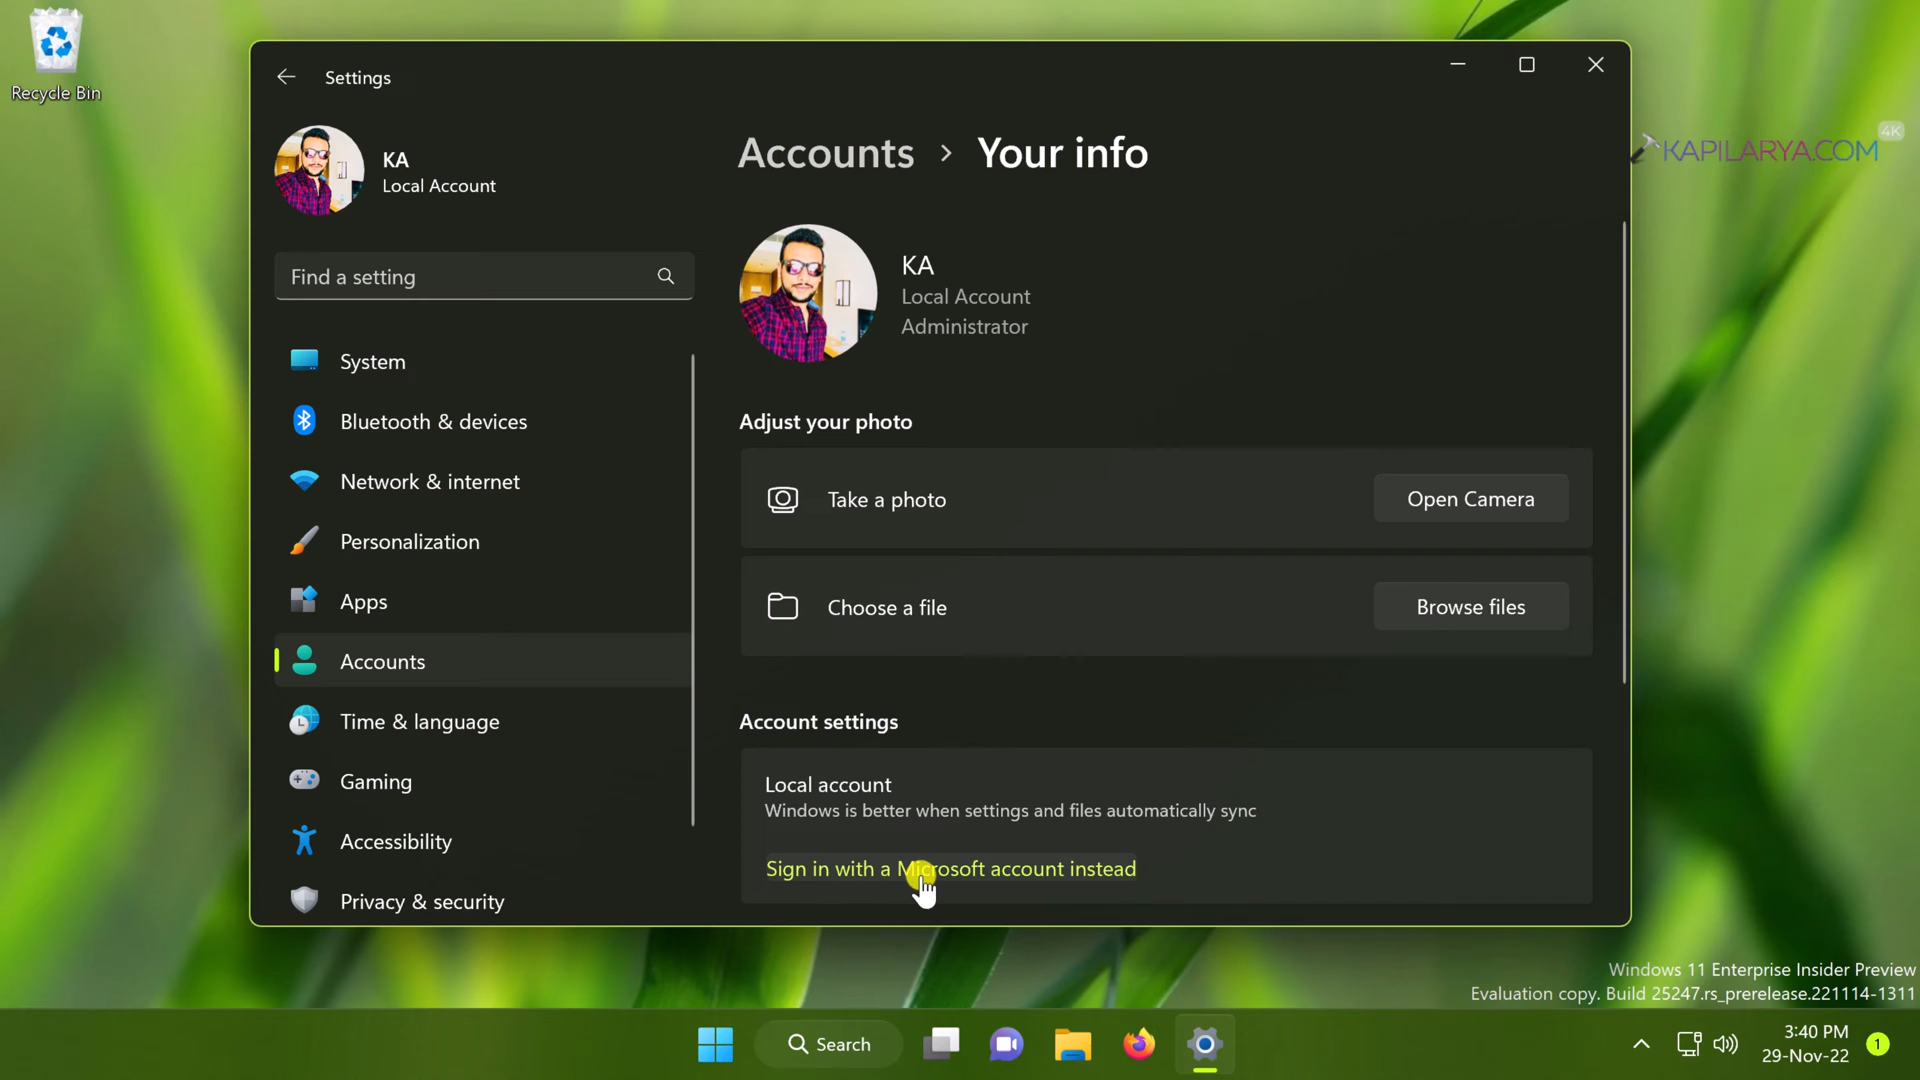 Recycle Bin
Settings
KA
Local Account
Find a setting
System
Bluetooth & devices
Network & internet
Personalization
Apps
Accounts
Time & language
Gaming
Accessibility
Privacy & security
Accounts > Your info
KA
Local Account
Administrator
Adjust your photo
Take a photo
Open Camera
Choose a file
Browse files
Account settings
Local account
Windows is better when settings and files automatically sync
Sign in with a Microsoft account instead
4K
KAPILARYA.COM
Windows 11 Enterprise Insider Preview
Evaluation copy. Build 25247.rs_prerelease.221114-1311
Search
3:40 PM
29-Nov-22
1